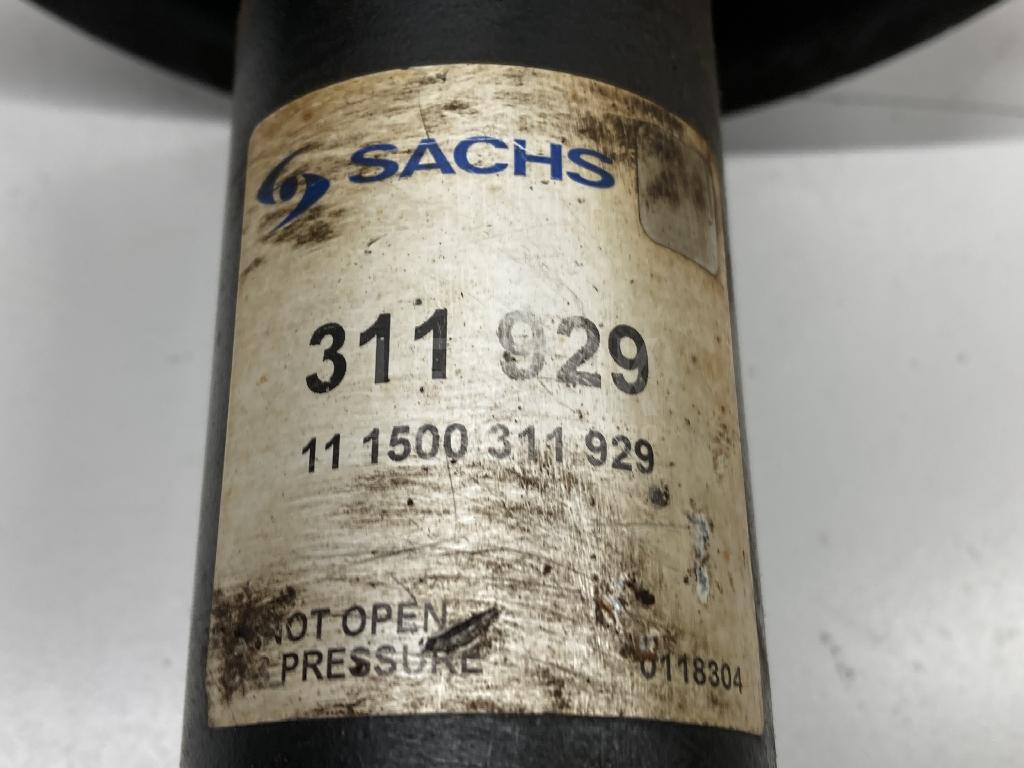 SACHS
311 929
11 1500 311 929
NOT OPEN
PRESSURE
0118304